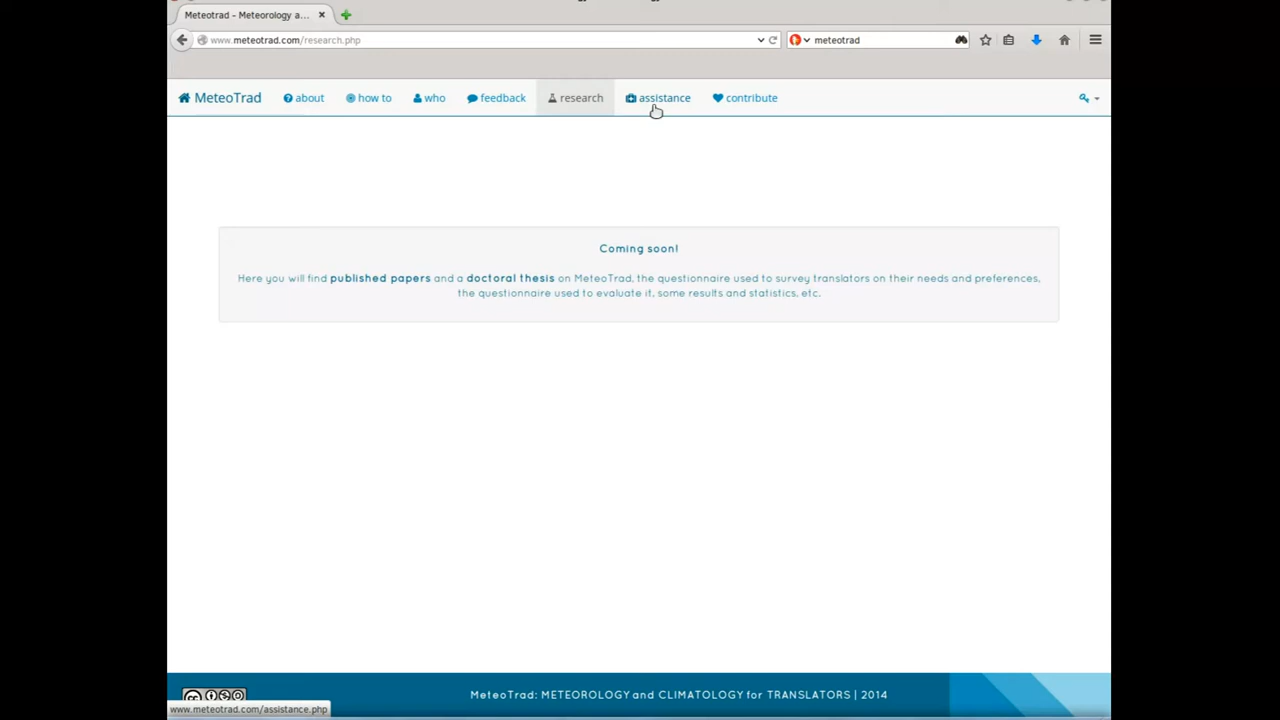 Meteotrad - Meteorology a...
www.meteotrad.com/research.php
meteotrad
MeteoTrad about how to who feedback research assistance contribute
Coming soon!
Here you will find published papers and a doctoral thesis on MeteoTrad, the questionnaire used to survey translators on their needs and preferences,
the questionnaire used to evaluate it, some results and statistics, etc.
MeteoTrad: METEOROLOGY and CLIMATOLOGY for TRANSLATORS | 2014
www.meteotrad.com/assistance.php